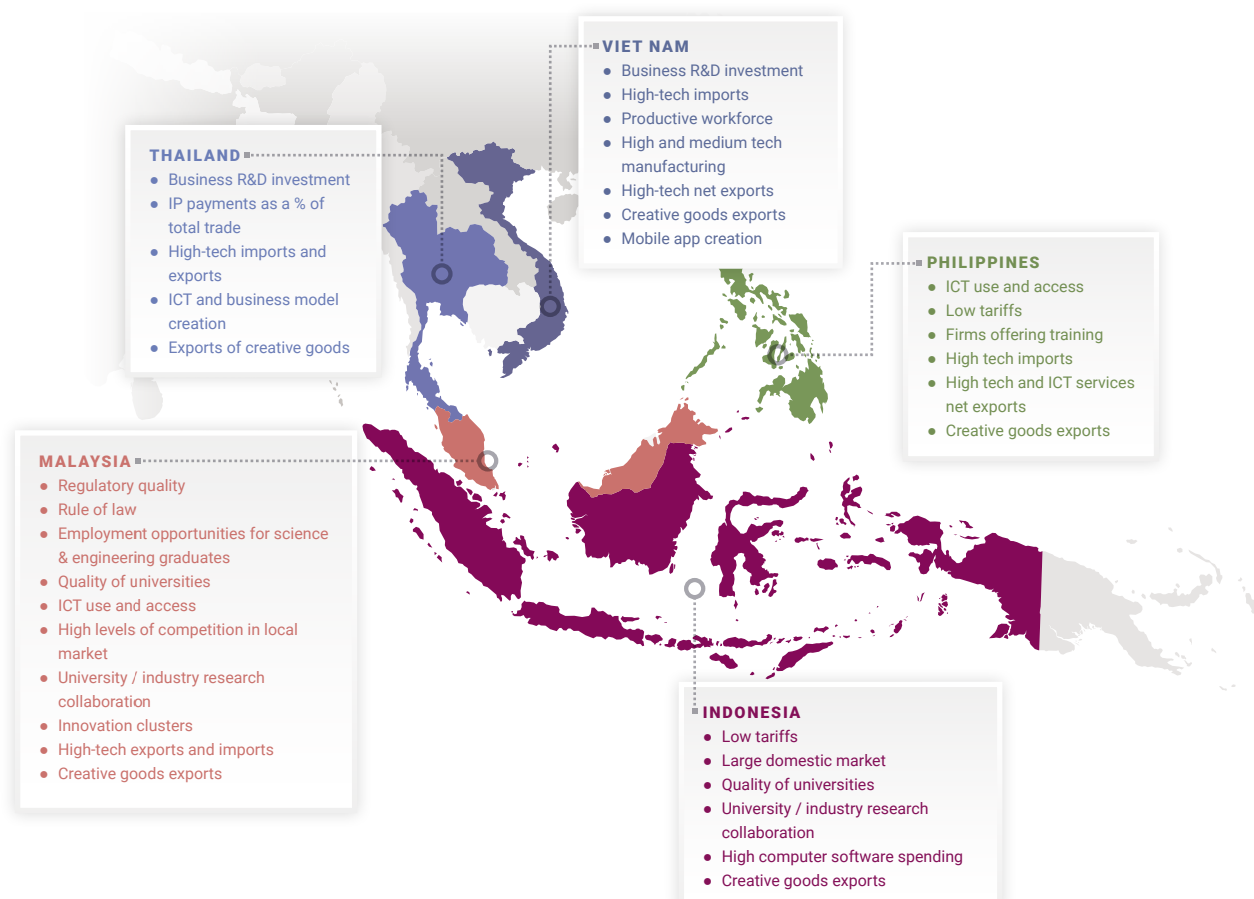 VIET NAM
● Business R&D investment
● High-tech imports
● Productive workforce
● High and medium tech
manufacturing
● High-tech net exports
● Creative goods exports
● Mobile app creation
THAILAND
● Business R&D investment
● IP payments as a % of
total trade
● High-tech imports and
exports
● ICT and business model
creation
● Exports of creative goods
PHILIPPINES
● ICT use and access
● Low tariffs
● Firms offering training
● High tech imports
● High tech and ICT services
net exports
● Creative goods exports
MALAYSIA
● Regulatory quality
● Rule of law
● Employment opportunities for science
& engineering graduates
● Quality of universities
● ICT use and access
● High levels of competition in local
market
● University / industry research
collaboration
● Innovation clusters
● High-tech exports and imports
● Creative goods exports
INDONESIA
● Low tariffs
● Large domestic market
● Quality of universities
● University / industry research
collaboration
● High computer software spending
● Creative goods exports